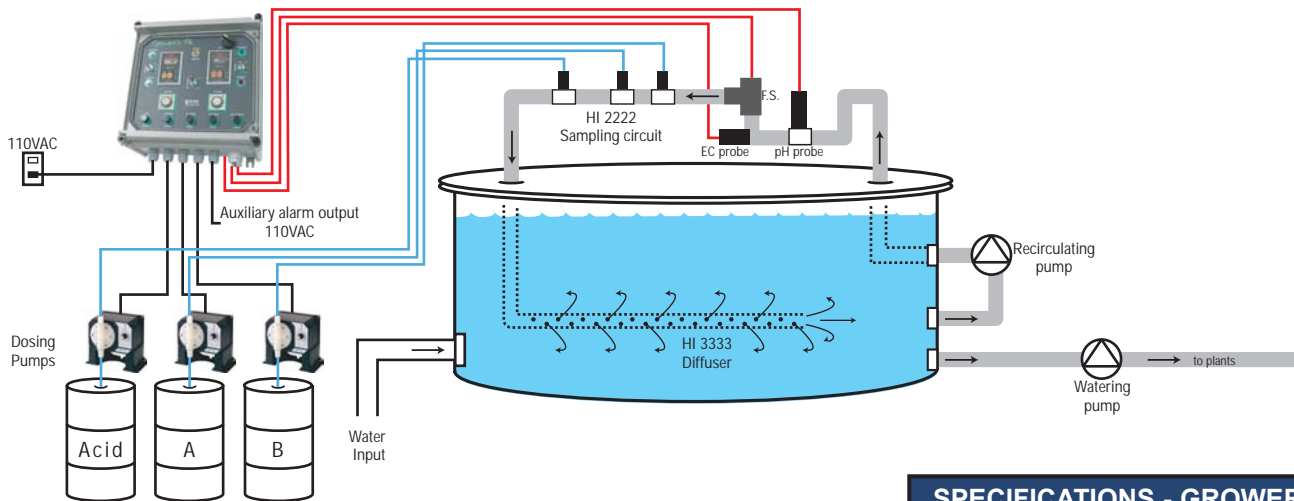 110VAC
Auxiliary alarm output
110VAC
HI 2222
Sampling circuit
F.S.
EC probe
pH probe
Recirculating
pump
HI 3333
Diffuser
Dosing
Pumps
to plants
Watering
pump
Water
Input
Acid
A
B
SPECIFICATIONS - GROWER